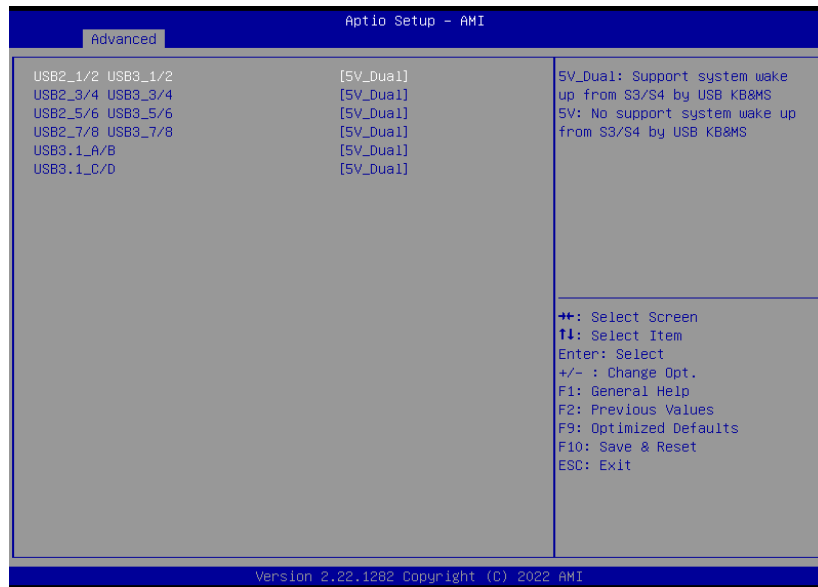 Aptio Setup – AMI
Advanced
USB2_1/2 USB3_1/2 [5V_Dual]
USB2_3/4 USB3_3/4 [5V_Dual]
USB2_5/6 USB3_5/6 [5V_Dual]
USB2_7/8 USB3_7/8 [5V_Dual]
USB3.1_A/B [5V_Dual]
USB3.1_C/D [5V_Dual]
5V_Dual: Support system wake
up from S3/S4 by USB KB&MS
5V: No support system wake up
from S3/S4 by USB KB&MS
→←: Select Screen
↑↓: Select Item
Enter: Select
+/- : Change Opt.
F1: General Help
F2: Previous Values
F9: Optimized Defaults
F10: Save & Reset
ESC: Exit
Version 2.22.1282 Copyright (C) 2022 AMI